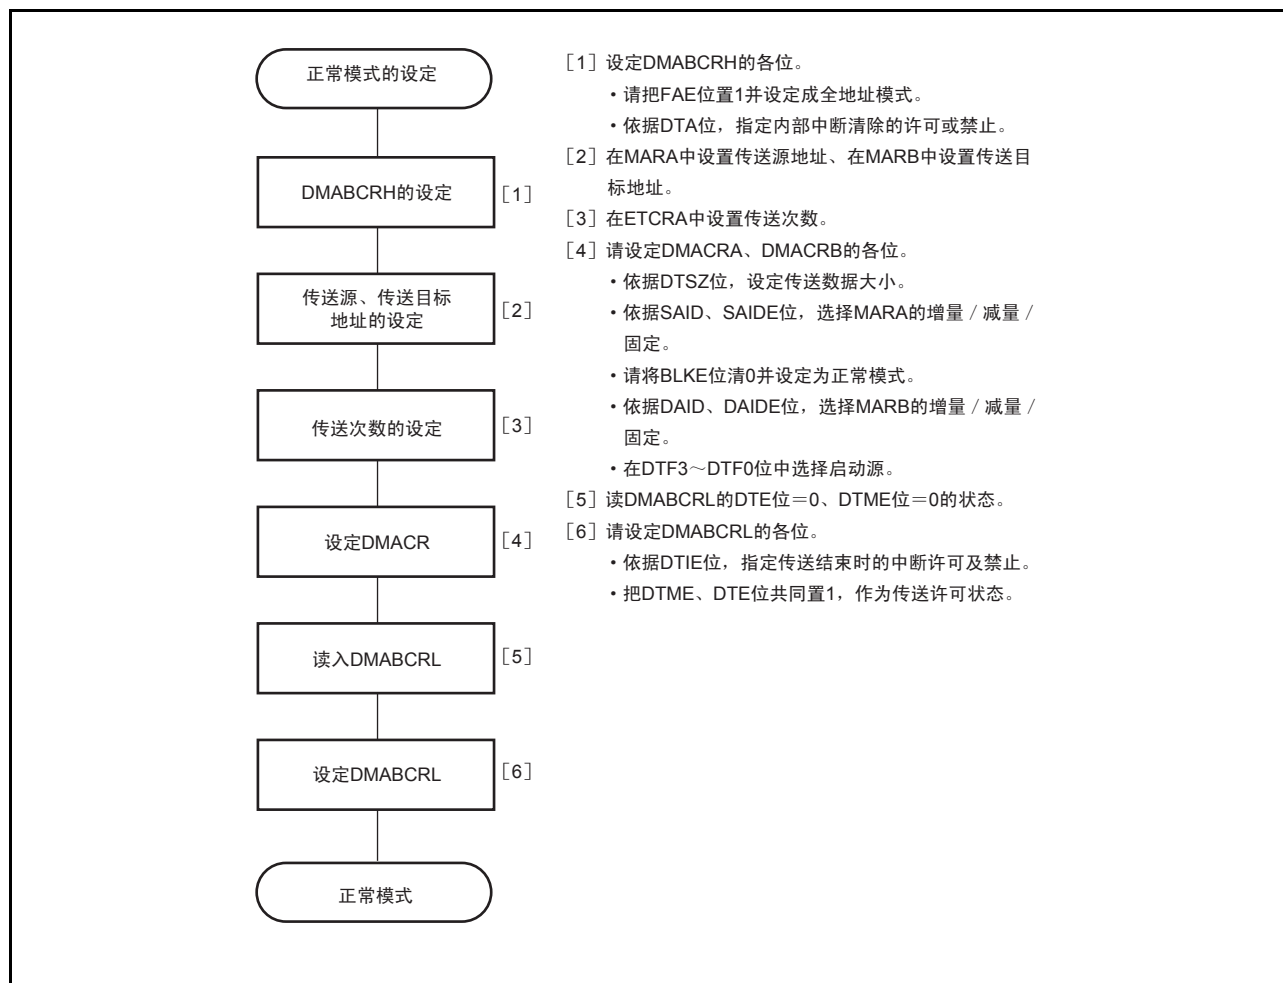 正常模式的设定
DMABCRH的设定 [1]
传送源、传送目标
地址的设定 [2]
传送次数的设定 [3]
设定DMACR [4]
读入DMABCRL [5]
设定DMABCRL [6]
正常模式
[1] 设定DMABCRH的各位。
・请把FAE位置1并设定成全地址模式。
・依据DTA位，指定内部中断清除的许可或禁止。
[2] 在MARA中设置传送源地址、在MARB中设置传送目
标地址。
[3] 在ETCRA中设置传送次数。
[4] 请设定DMACRA、DMACRB的各位。
・依据DTSZ位，设定传送数据大小。
・依据SAID、SAIDE位，选择MARA的增量／减量／
固定。
・请将BLKE位清0并设定为正常模式。
・依据DAID、DAIDE位，选择MARB的增量／减量／
固定。
・在DTF3～DTF0位中选择启动源。
[5] 读DMABCRL的DTE位＝0、DTME位＝0的状态。
[6] 请设定DMABCRL的各位。
・依据DTIE位，指定传送结束时的中断许可及禁止。
・把DTME、DTE位共同置1，作为传送许可状态。